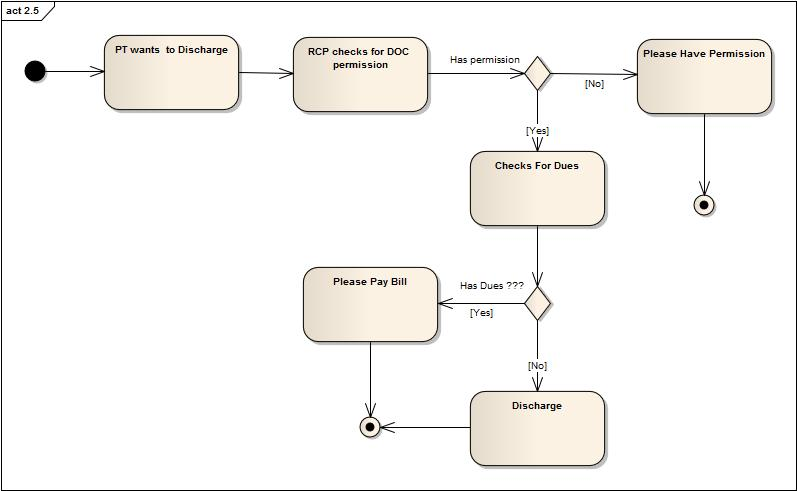 act 2.5
PT wants  to Discharge
RCP checks for DOC
permission
Has permission
Please Have Permission
[No]
[Yes]
Checks For Dues
Please Pay Bill
Has Dues ???
[Yes]
[No]
Discharge